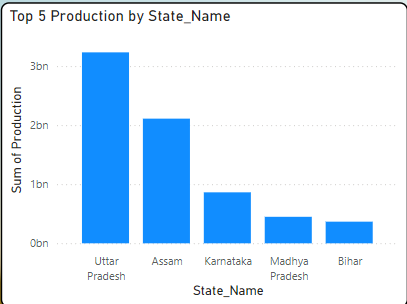 Top 5 Production by State_Name
3bn
2bn
1bn
0bn
Sum of Production
Uttar
Pradesh
Assam
Karnataka
Madhya
Pradesh
Bihar
State_Name